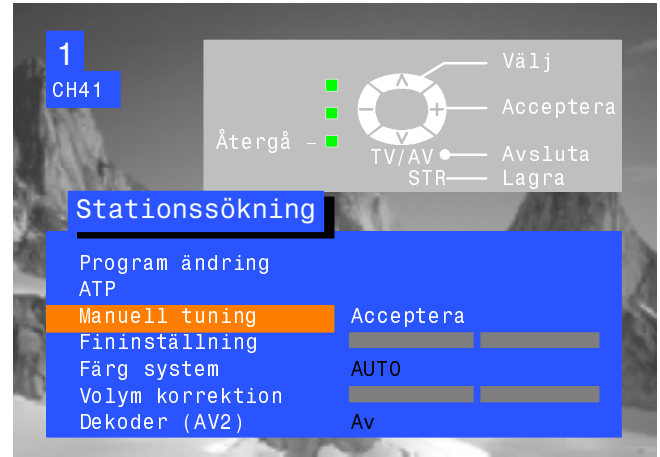 1
CH41
Välj
Acceptera
Återgå –
TV/AV
Avsluta
STR
Lagra
Stationssökning
Program ändring
ATP
Manuell tuning Acceptera
Fininställning
Färg system AUTO
Volym korrektion
Dekoder (AV2) Av